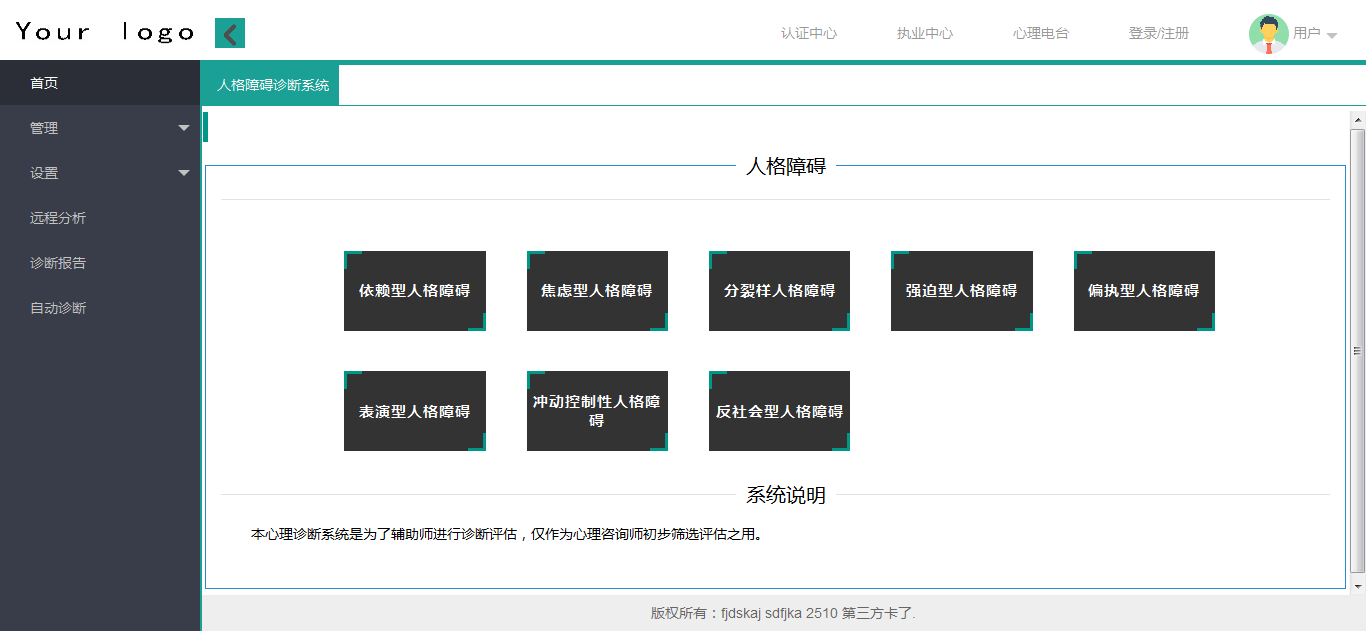 Your logo
认证中心
执业中心
心理电台
登录/注册
用户
首页
管理
设置
远程分析
诊断报告
自动诊断
人格障碍诊断系统
人格障碍
依赖型人格障碍
焦虑型人格障碍
分裂样人格障碍
强迫型人格障碍
偏执型人格障碍
表演型人格障碍
冲动控制性人格障
碍
反社会型人格障碍
系统说明
本心理诊断系统是为了辅助师进行诊断评估，仅作为心理咨询师初步筛选评估之用。
版权所有：fjdskaj sdfjka 2510 第三方卡了.